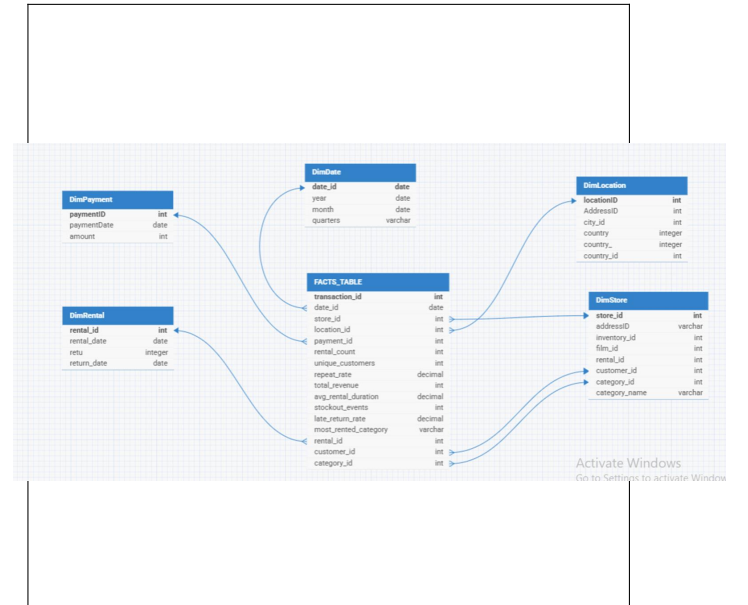 DimPayment
paymentID int
paymentDate date
amount int
DimDate
date_id date
year date
month date
quarters varchar
DimLocation
locationID int
AddressID int
city_id int
country integer
country_ integer
country_id int
DimRental
rental_id int
rental_date date
retu integer
return_date date
FACTS_TABLE
transaction_id int
date_id date
store_id int
location_id int
payment_id int
rental_count int
unique_customers int
repeat_rate decimal
total_revenue int
avg_rental_duration decimal
stockout_events int
late_return_rate decimal
most_rented_category varchar
rental_id int
customer_id int
category_id int
DimStore
store_id int
addressID varchar
inventory_id int
film_id int
rental_id int
customer_id int
category_id int
category_name varchar
Activate Windows
Go to Settings to activate Window